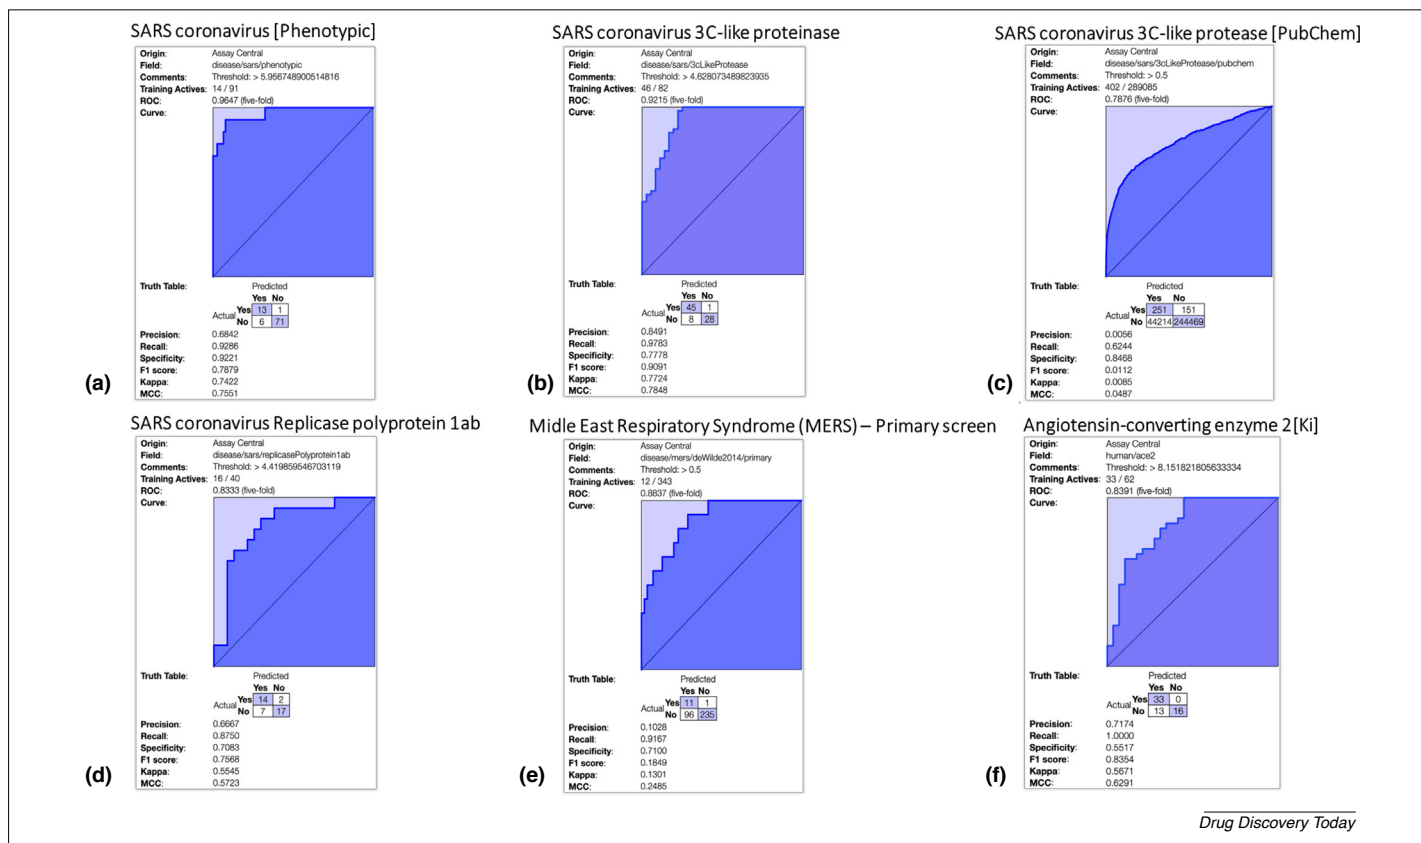 SARS coronavirus [Phenotypic]
Origin: Assay Central
Field: disease/sars/phenotypic
Comments: Threshold: > 5.956748900514816
Training Actives: 14 / 91
ROC: 0.9647 (five-fold)
Curve:
Truth Table: Predicted
Yes No
Actual Yes 13 1
No 6 71
Precision: 0.6842
Recall: 0.9286
Specificity: 0.9221
F1 score: 0.7879
Kappa: 0.7422
MCC: 0.7551
(a)
SARS coronavirus 3C-like proteinase
Origin: Assay Central
Field: disease/sars/3cLikeProtease
Comments: Threshold: > 4.628073489823935
Training Actives: 46 / 82
ROC: 0.9215 (five-fold)
Curve:
Truth Table: Predicted
Yes No
Actual Yes 45 1
No 8 28
Precision: 0.8491
Recall: 0.9783
Specificity: 0.7778
F1 score: 0.9091
Kappa: 0.7724
MCC: 0.7848
(b)
SARS coronavirus 3C-like protease [PubChem]
Origin: Assay Central
Field: disease/sars/3cLikeProtease/pubchem
Comments: Threshold: > 0.5
Training Actives: 402 / 289085
ROC: 0.7876 (five-fold)
Curve:
Truth Table: Predicted
Yes No
Actual Yes 251 151
No 44214 244469
Precision: 0.0056
Recall: 0.6244
Specificity: 0.8468
F1 score: 0.0112
Kappa: 0.0085
MCC: 0.0487
(c)
SARS coronavirus Replicase polyprotein 1ab
Origin: Assay Central
Field: disease/sars/replicasePolyprotein1ab
Comments: Threshold: > 4.419859546703119
Training Actives: 16 / 40
ROC: 0.8333 (five-fold)
Curve:
Truth Table: Predicted
Yes No
Actual Yes 14 2
No 7 17
Precision: 0.6667
Recall: 0.8750
Specificity: 0.7083
F1 score: 0.7568
Kappa: 0.5545
MCC: 0.5723
(d)
Midle East Respiratory Syndrome (MERS) – Primary screen
Origin: Assay Central
Field: disease/mers/deWilde2014/primary
Comments: Threshold: > 0.5
Training Actives: 12 / 343
ROC: 0.8837 (five-fold)
Curve:
Truth Table: Predicted
Yes No
Actual Yes 11 1
No 96 235
Precision: 0.1028
Recall: 0.9167
Specificity: 0.7100
F1 score: 0.1849
Kappa: 0.1301
MCC: 0.2485
(e)
Angiotensin-converting enzyme 2[Ki]
Origin: Assay Central
Field: human/ace2
Comments: Threshold: > 8.151821805633334
Training Actives: 33 / 62
ROC: 0.8391 (five-fold)
Curve:
Truth Table: Predicted
Yes No
Actual Yes 33 0
No 13 16
Precision: 0.7174
Recall: 1.0000
Specificity: 0.5517
F1 score: 0.8354
Kappa: 0.5671
MCC: 0.6291
(f)
Drug Discovery Today